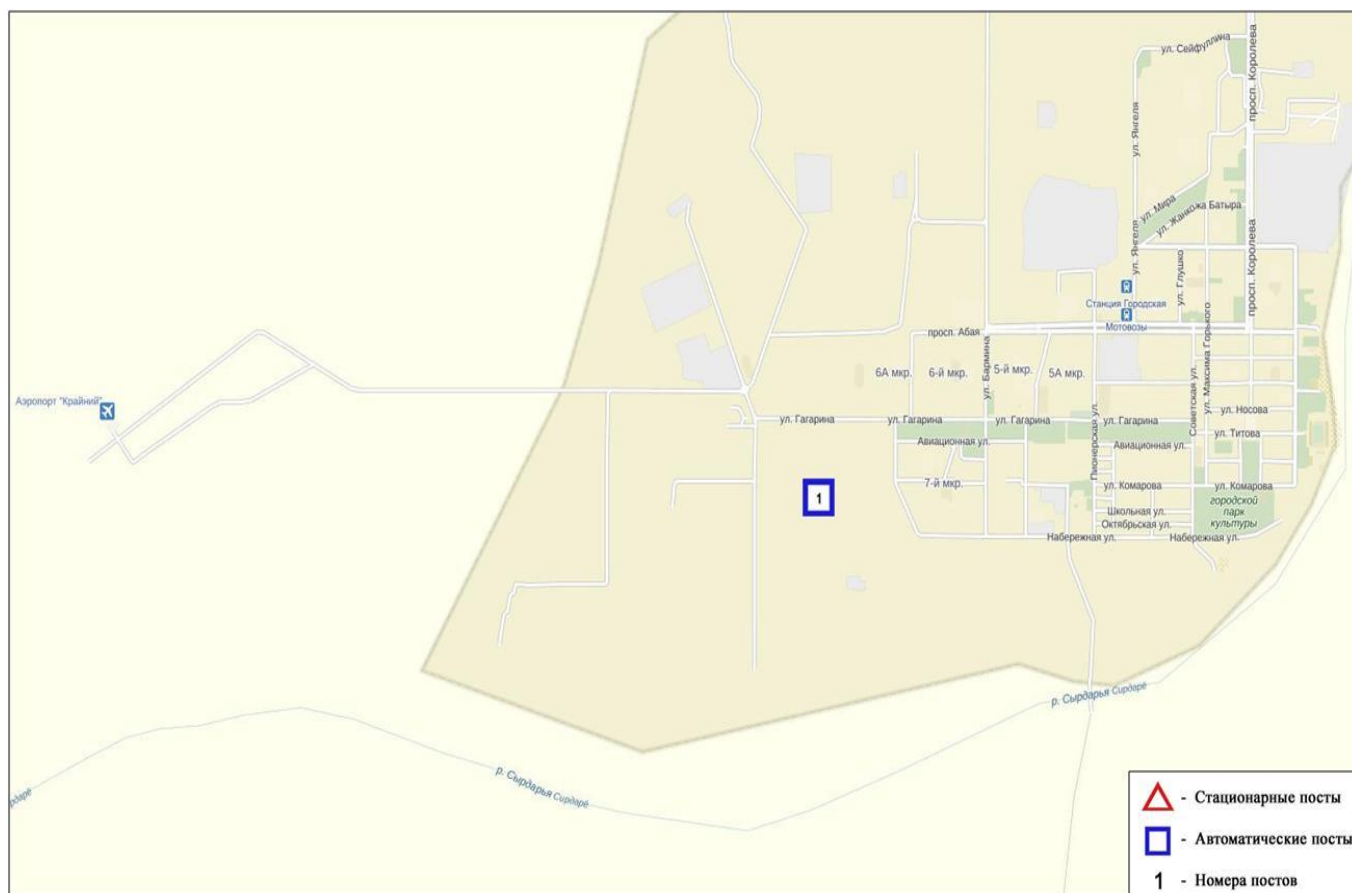 ул. Сейфуллина
просп. Королева
ул. Янгеля
ул. Мира
ул. Жанкожа Батыра
ул. Янгеля
просп. Королева
ул. Глушко
Станция Городская
Мотовозы
ул. Максима Горького
просп. Абая
ул. Бармина
6А мкр.
6-й мкр.
5-й мкр.
5А мкр.
Советская ул.
Аэропорт "Крайний"
ул. Гагарина
ул. Гагарина
ул. Гагарина
ул. Гагарина
ул. Носова
Пионерская ул.
Авиационная ул.
Авиационная ул.
ул. Титова
7-й мкр.
ул. Комарова
ул. Комарова
1
городской
парк
культуры
Школьная ул.
Октябрьская ул.
Набережная ул.
Набережная ул.
р. Сырдарья Сирдарё
р. Сырдарья Сирдарё
рдарё
- Стационарные посты
- Автоматические посты
1 - Номера постов